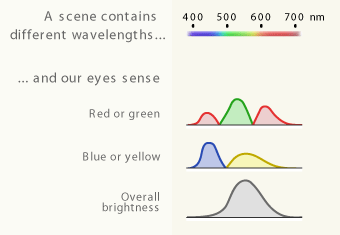 A scene contains
different wavelengths...
400 500 600 700 nm
... and our eyes sense
Red or green
Blue or yellow
Overall
brightness